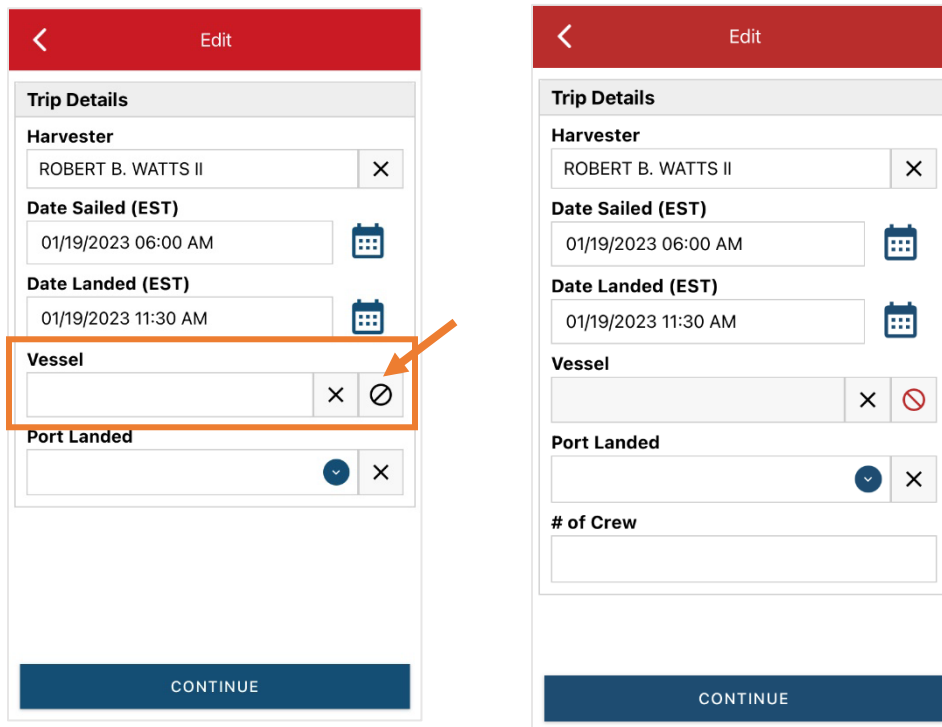 Edit
Trip Details
Harvester
ROBERT B. WATTS II
Date Sailed (EST)
01/19/2023 06:00 AM
Date Landed (EST)
01/19/2023 11:30 AM
Vessel
Port Landed
CONTINUE
Edit
Trip Details
Harvester
ROBERT B. WATTS II
Date Sailed (EST)
01/19/2023 06:00 AM
Date Landed (EST)
01/19/2023 11:30 AM
Vessel
Port Landed
# of Crew
CONTINUE